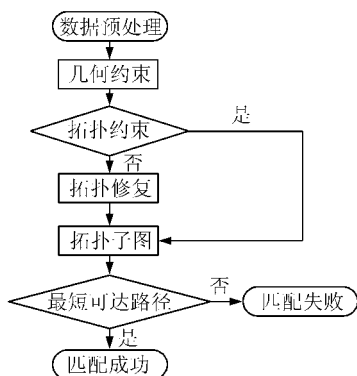 数据预处理
几何约束
拓扑约束
是
否
拓扑修复
拓扑子图
最短可达路径
否
匹配失败
是
匹配成功